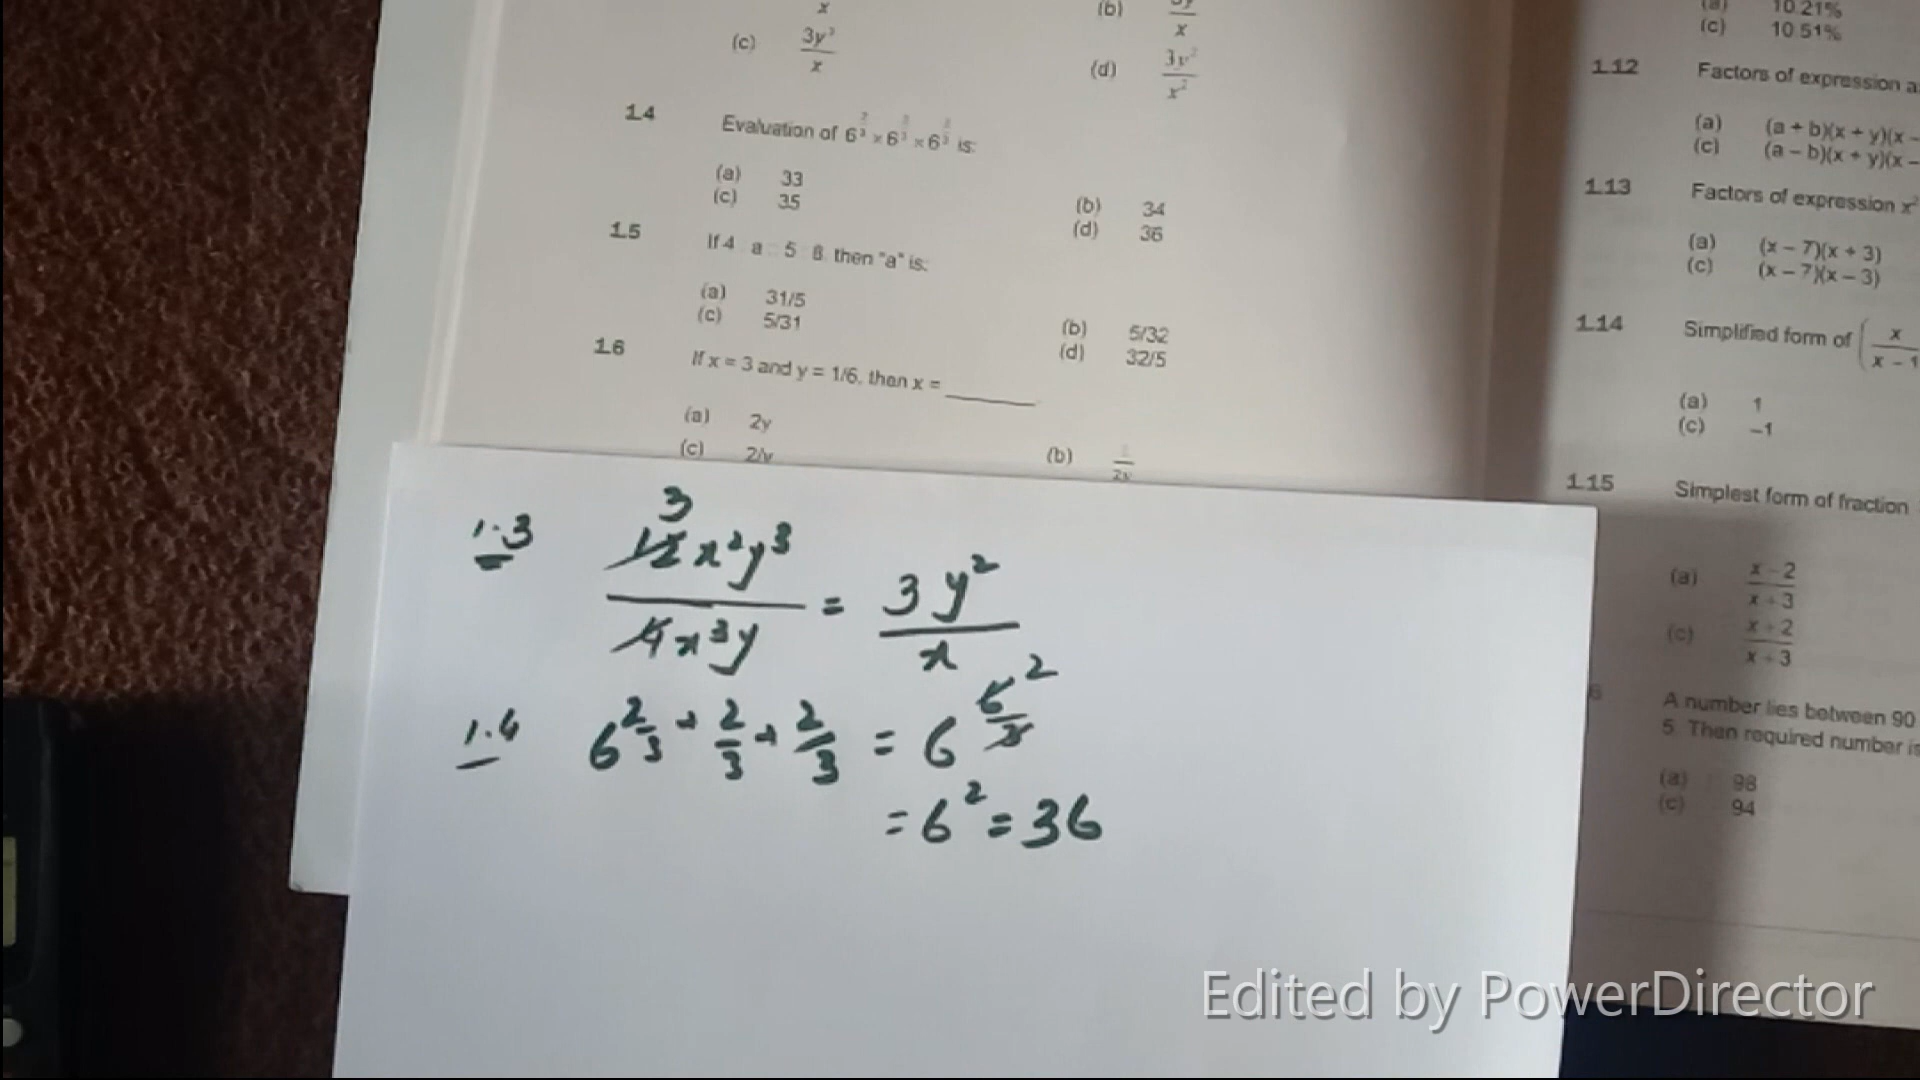 x
(c) 3y³/x
(b) x
(d) 3y²/x²
1.4 Evaluation of 6^(2/3) × 6^(2/3) × 6^(2/3) is:
(a) 33
(c) 35
(b) 34
(d) 36
1.5 If 4 : a :: 5 : 8, then "a" is:
(a) 31/5
(c) 5/31
(b) 5/32
(d) 32/5
1.6 If x = 3 and y = 1/6, then x = ______
(a) 2y
(c) 2/y
(b) 2y
10.21%
(c) 10.51%
1.12 Factors of expression a
(a) (a + b)(x + y)(x –
(c) (a – b)(x + y)(x –
1.13 Factors of expression x²
(a) (x – 7)(x + 3)
(c) (x – 7)(x – 3)
1.14 Simplified form of ( x/(x – 1
(a) 1
(c) –1
1.15 Simplest form of fraction
(a) (x – 2)/(x + 3)
(c) (x + 2)/(x + 3)
A number lies between 90
5. Then required number is
(a) 98
(c) 94
1.3 12x²y³/4x³y = 3y²/x
3
1.4 6^(2/3 + 2/3 + 2/3) = 6^(6/3) 2
= 6² = 36
Edited by PowerDirector